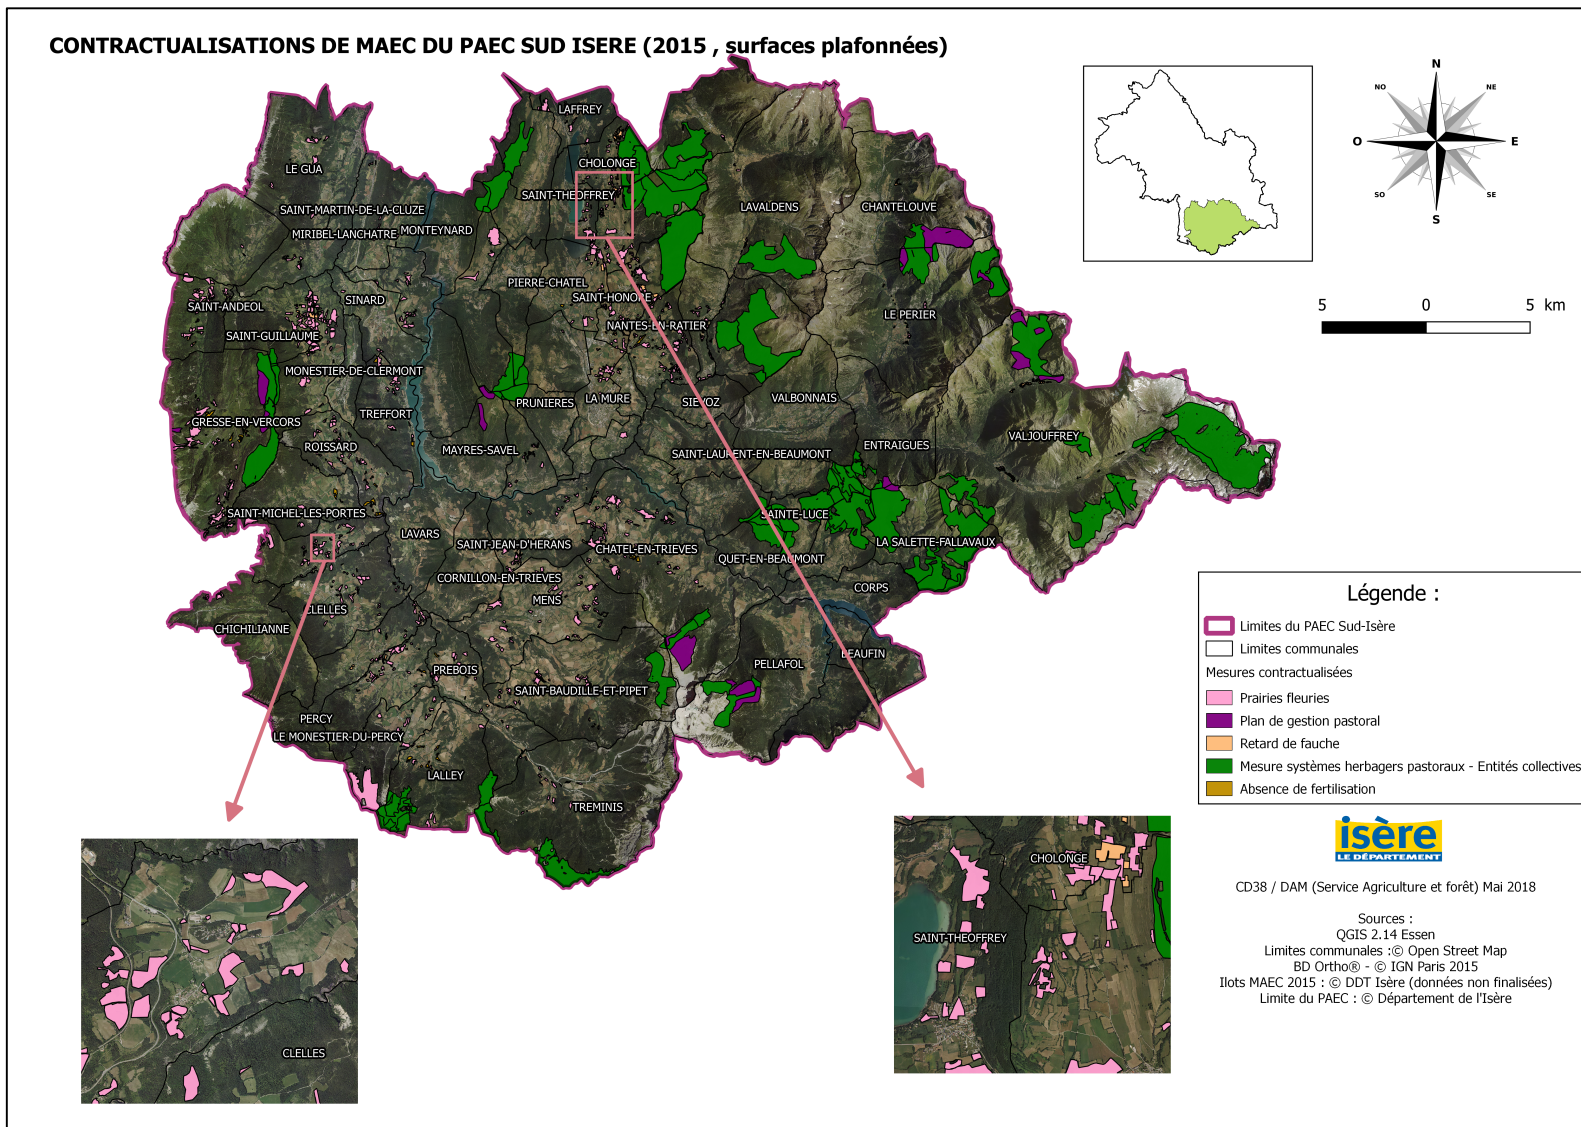 CONTRACTUALISATIONS DE MAEC DU PAEC SUD ISERE (2015 , surfaces plafonnées)
N
NO
NE
O
E
SO
SE
S
5 0 5 km
LAFFREY
CHOLONGE
LE GUA
SAINT-THEOFFREY
SAINT-MARTIN-DE-LA-CLUZE
LAVALDENS
CHANTELOUVE
MIRIBEL-LANCHATRE
MONTEYNARD
PIERRE-CHATEL
SAINT-HONORE
SINARD
SAINT-ANDEOL
LE PERIER
NANTES-EN-RATIER
SAINT-GUILLAUME
MONESTIER-DE-CLERMONT
LA MURE
SIEVOZ
VALBONNAIS
PRUNIERES
TREFFORT
GRESSE-EN-VERCORS
ROISSARD
MAYRES-SAVEL
SAINT-LAURENT-EN-BEAUMONT
ENTRAIGUES
VALJOUFFREY
SAINT-MICHEL-LES-PORTES
SAINTE-LUCE
LAVARS
SAINT-JEAN-D'HERANS
CHATEL-EN-TRIEVES
LA SALETTE-FALLAVAUX
QUET-EN-BEAUMONT
CORNILLON-EN-TRIEVES
CORPS
MENS
CLELLES
CHICHILIANNE
BEAUFIN
PELLAFOL
PREBOIS
SAINT-BAUDILLE-ET-PIPET
PERCY
LE MONESTIER-DU-PERCY
LALLEY
TREMINIS
Légende :
Limites du PAEC Sud-Isère
Limites communales
Mesures contractualisées
Prairies fleuries
Plan de gestion pastoral
Retard de fauche
Mesure systèmes herbagers pastoraux - Entités collectives
Absence de fertilisation
CLELLES
CHOLONGE
SAINT-THEOFFREY
isère
LE DÉPARTEMENT
CD38 / DAM (Service Agriculture et forêt) Mai 2018
Sources :
QGIS 2.14 Essen
Limites communales :© Open Street Map
BD Ortho® - © IGN Paris 2015
Ilots MAEC 2015 : © DDT Isère (données non finalisées)
Limite du PAEC : © Département de l'Isère